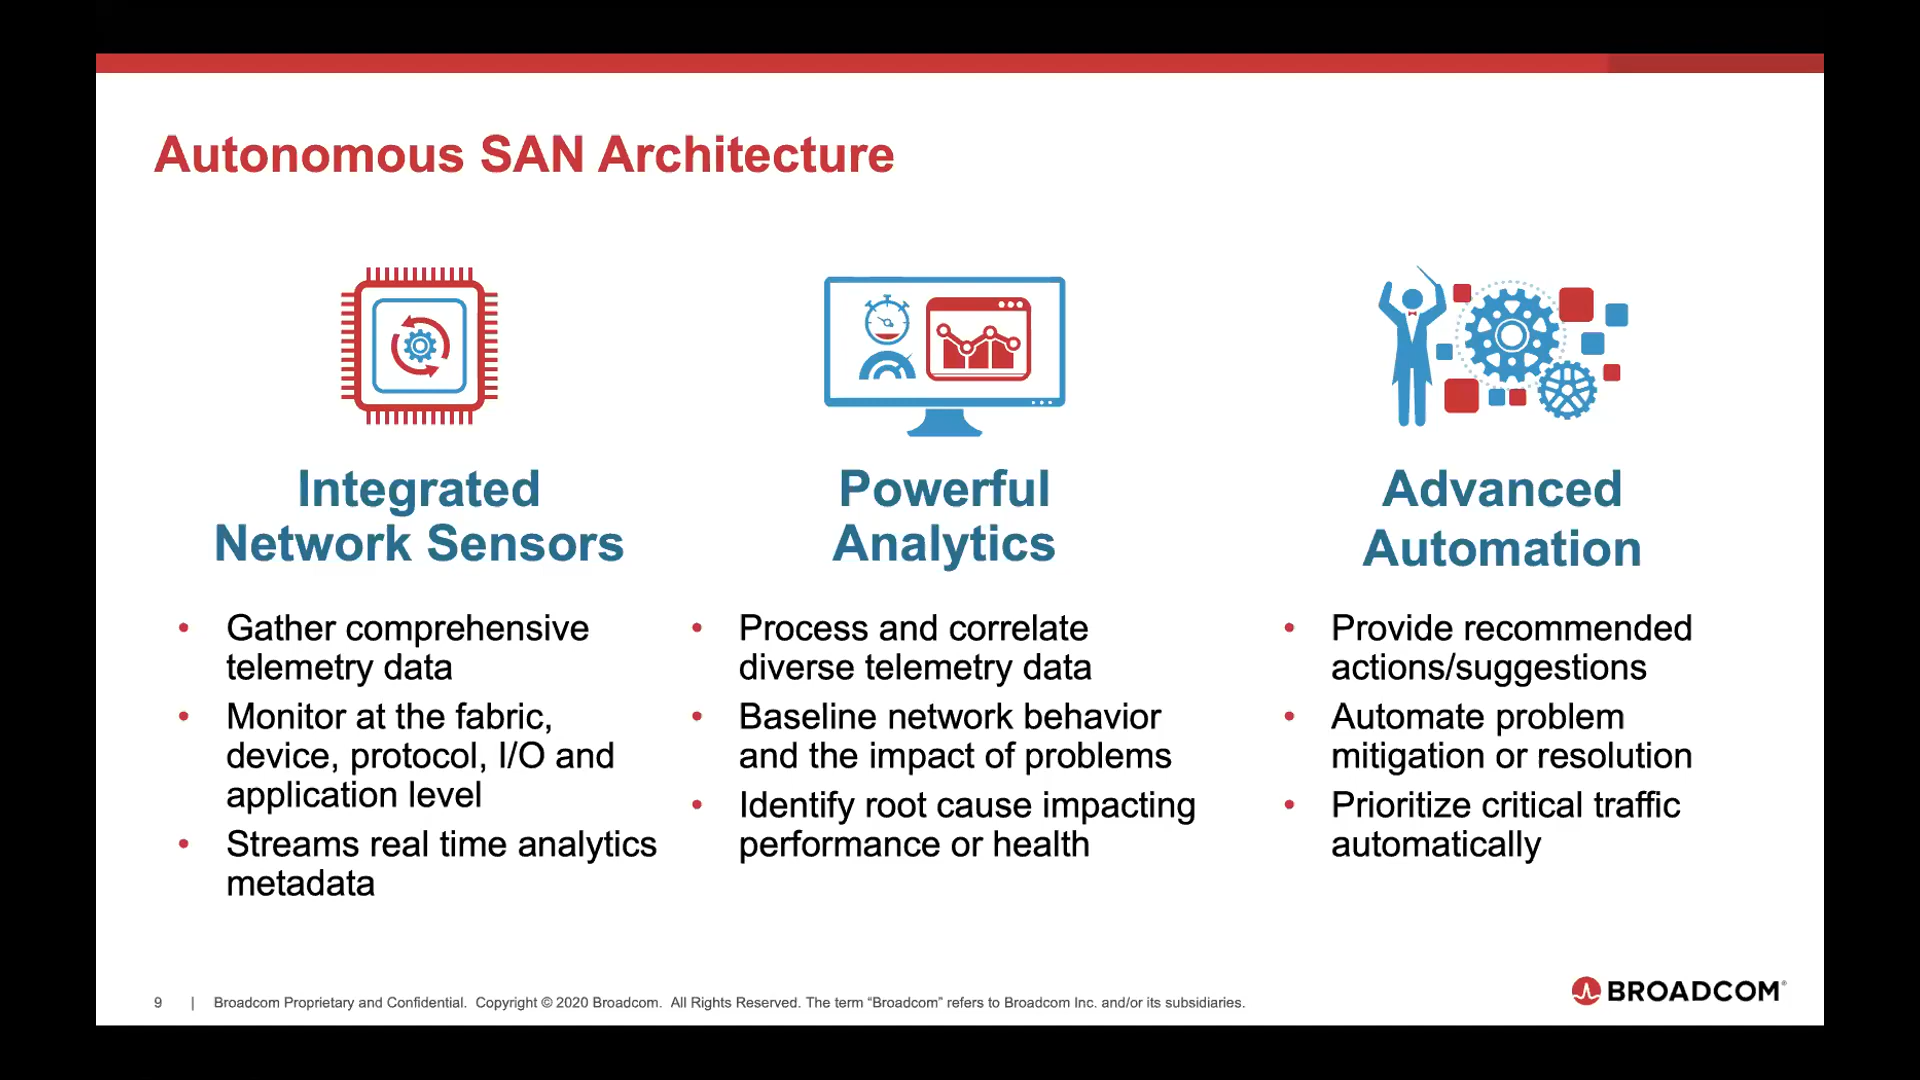 Autonomous SAN Architecture
Integrated
Network Sensors
• Gather comprehensive
telemetry data
• Monitor at the fabric,
device, protocol, I/O and
application level
• Streams real time analytics
metadata
Powerful
Analytics
• Process and correlate
diverse telemetry data
• Baseline network behavior
and the impact of problems
• Identify root cause impacting
performance or health
Advanced
Automation
• Provide recommended
actions/suggestions
• Automate problem
mitigation or resolution
• Prioritize critical traffic
automatically
9 | Broadcom Proprietary and Confidential. Copyright © 2020 Broadcom. All Rights Reserved. The term “Broadcom” refers to Broadcom Inc. and/or its subsidiaries.
BROADCOM®